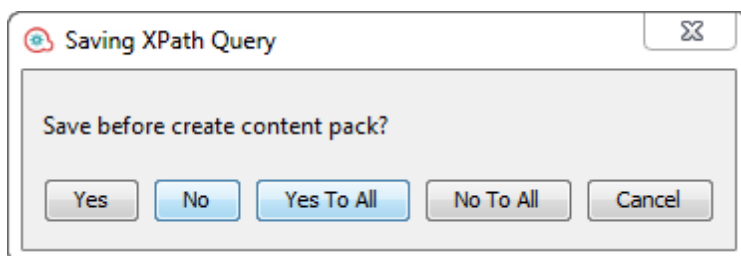 Saving XPath Query
Save before create content pack?
Yes No Yes To All No To All Cancel